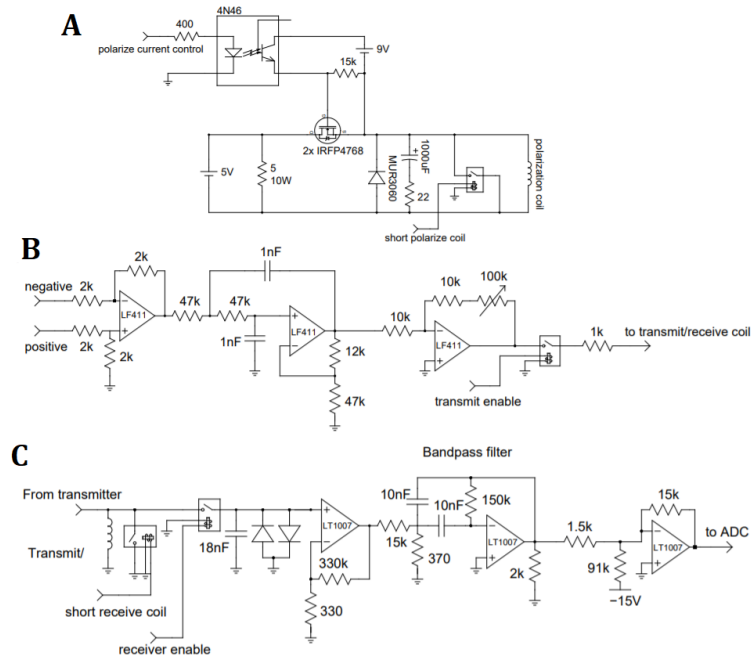 A
4N46
400
polarize current control
9V
15k
2x IRFP4768
5V
5
10W
MUR3060
1000uF
+
22
polarization coil
short polarize coil
B
1nF
2k
negative
2k
47k
47k
LF411
positive
2k
2k
1nF
LF411
12k
47k
10k
10k
100k
LF411
1k
to transmit/receive coil
transmit enable
C
Bandpass filter
From transmitter
Transmit/
18nF
LT1007
330k
330
10nF
10nF
150k
15k
370
LT1007
2k
1.5k
91k
−15V
15k
LT1007
to ADC
short receive coil
receiver enable